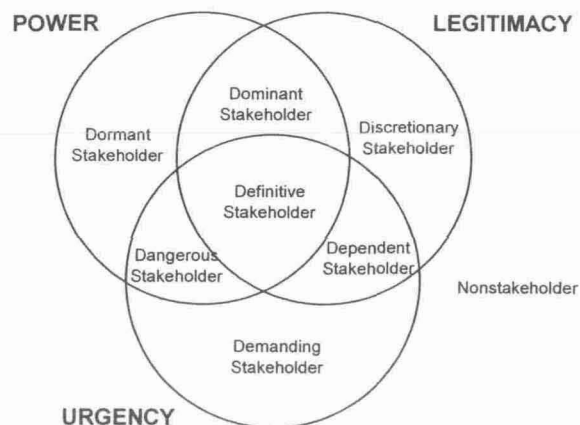 POWER
LEGITIMACY
Dominant
Stakeholder
Dormant
Stakeholder
Discretionary
Stakeholder
Definitive
Stakeholder
Dangerous
Stakeholder
Dependent
Stakeholder
Nonstakeholder
Demanding
Stakeholder
URGENCY